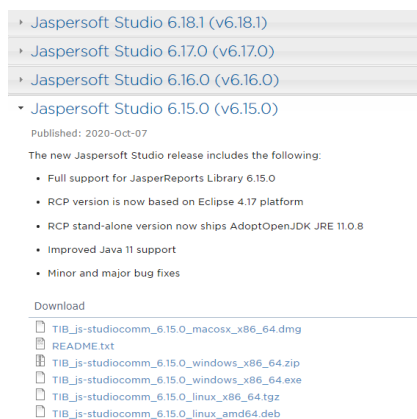 Jaspersoft Studio 6.18.1 (v6.18.1)
Jaspersoft Studio 6.17.0 (v6.17.0)
Jaspersoft Studio 6.16.0 (v6.16.0)
Jaspersoft Studio 6.15.0 (v6.15.0)
Published: 2020-Oct-07
The new Jaspersoft Studio release includes the following:
• Full support for JasperReports Library 6.15.0
• RCP version is now based on Eclipse 4.17 platform
• RCP stand-alone version now ships AdoptOpenJDK JRE 11.0.8
• Improved Java 11 support
• Minor and major bug fixes
Download
TIB_js-studiocomm_6.15.0_macosx_x86_64.dmg
README.txt
TIB_js-studiocomm_6.15.0_windows_x86_64.zip
TIB_js-studiocomm_6.15.0_windows_x86_64.exe
TIB_js-studiocomm_6.15.0_linux_x86_64.tgz
TIB_js-studiocomm_6.15.0_linux_amd64.deb